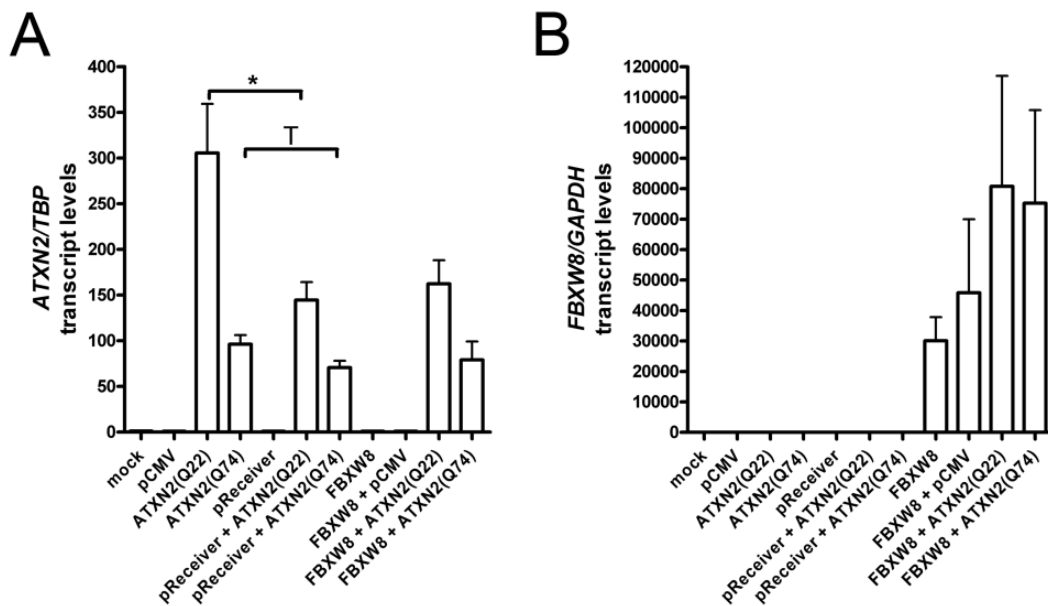 A
ATXN2/TBP
transcript levels
400
350
300
250
200
150
100
50
0
*
T
mock
pCMV
ATXN2(Q22)
ATXN2(Q74)
pReceiver
pReceiver + ATXN2(Q22)
pReceiver + ATXN2(Q74)
FBXW8
FBXW8 + pCMV
FBXW8 + ATXN2(Q22)
FBXW8 + ATXN2(Q74)
B
FBXW8/GAPDH
transcript levels
120000
110000
100000
90000
80000
70000
60000
50000
40000
30000
20000
10000
0
mock
pCMV
ATXN2(Q22)
ATXN2(Q74)
pReceiver
pReceiver + ATXN2(Q22)
pReceiver + ATXN2(Q74)
FBXW8
FBXW8 + pCMV
FBXW8 + ATXN2(Q22)
FBXW8 + ATXN2(Q74)